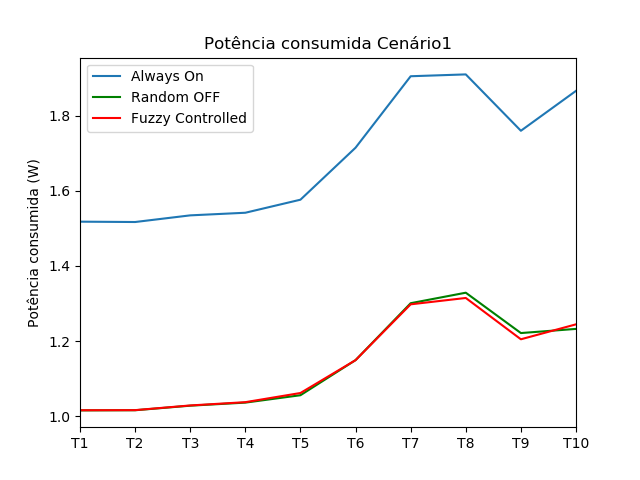 Potência consumida Cenário1
Always On
Random OFF
Fuzzy Controlled
Potência consumida (W)
1.8
1.6
1.4
1.2
1.0
T1 T2 T3 T4 T5 T6 T7 T8 T9 T10